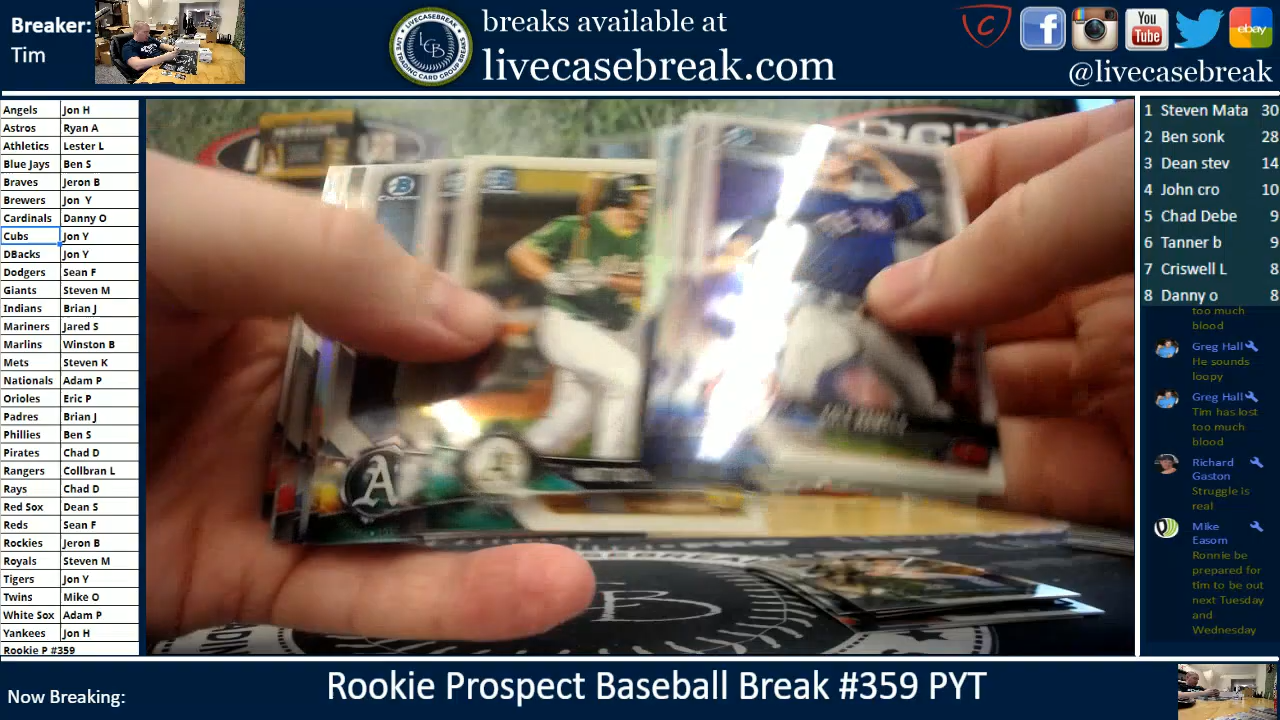 Breaker:
Tim
breaks available at
livecasebreak.com
You
Tube
ebay
@livecasebreak
Angels Jon H
Astros Ryan A
Athletics Lester L
Blue Jays Ben S
Braves Jeron B
Brewers Jon Y
Cardinals Danny O
Cubs Jon Y
DBacks Jon Y
Dodgers Sean F
Giants Steven M
Indians Brian J
Mariners Jared S
Marlins Winston B
Mets Steven K
Nationals Adam P
Orioles Eric P
Padres Brian J
Phillies Ben S
Pirates Chad D
Rangers Collbran L
Rays Chad D
Red Sox Dean S
Reds Sean F
Rockies Jeron B
Royals Steven M
Tigers Jon Y
Twins Mike O
White Sox Adam P
Yankees Jon H
Rookie P #359
1 Steven Mata 30
2 Ben sonk 28
3 Dean stev 14
4 John cro 10
5 Chad Debe 9
6 Tanner b 9
7 Criswell L 8
8 Danny o 8
too much
blood
Greg Hall
He sounds
loopy
Greg Hall
Tim has lost
too much
blood
Richard
Gaston
Struggle is
real
Mike
Easom
Ronnie be
prepared for
tim to be out
next Tuesday
and
Wednesday
Now Breaking:
Rookie Prospect Baseball Break #359 PYT